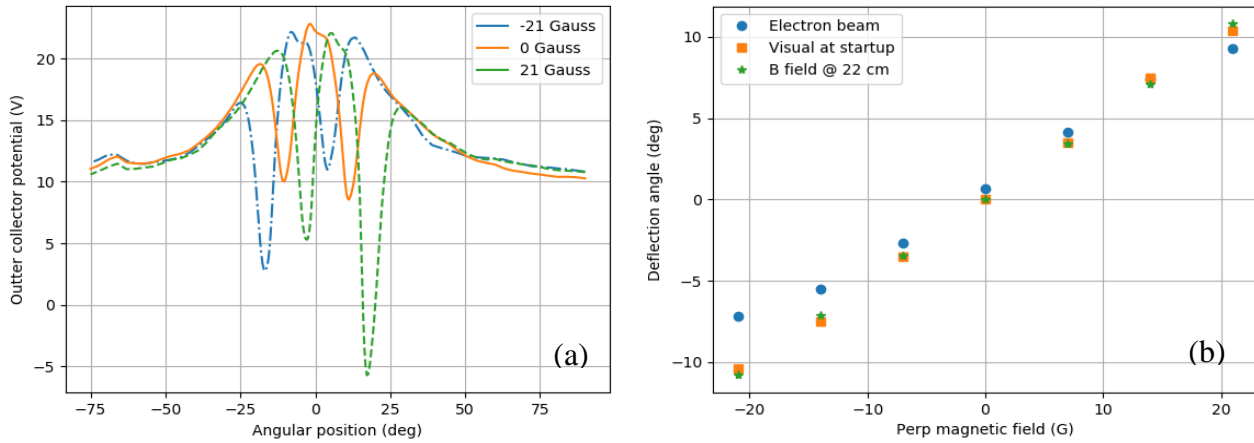 -21 Gauss
0 Gauss
21 Gauss
20
15
10
5
0
−5
Outter collector potential (V)
−75
−50
−25
0
25
50
75
Angular position (deg)
(a)
Electron beam
Visual at startup
B field @ 22 cm
10
5
0
−5
−10
Deflection angle (deg)
−20
−10
0
10
20
Perp magnetic field (G)
(b)